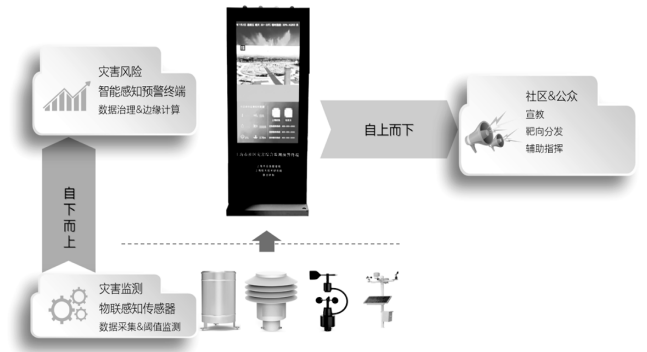 灾害风险
智能感知预警终端
数据治理&边缘计算
自上而下
社区&公众
宣教
靶向分发
辅助指挥
自下而上
灾害监测
物联感知传感器
数据采集&阈值监测